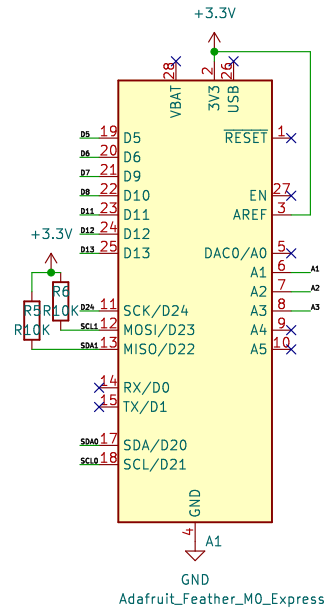 +3.3V
28
2
26
VBAT
3V3
USB
D5 19 D5 RESET 1
D6 20 D6
D7 21 D9
D8 22 D10 EN 27
D11 23 D11 AREF 3
D12 24 D12
D13 25 D13 DAC0/A0 5
+3.3V
A1 6 A1
A2 7 A2
R6
R5 R10K D24 11 SCK/D24 A3 8 A3
R10K SCL1 12 MOSI/D23 A4 9
SDA1 13 MISO/D22 A5 10
14 RX/D0
15 TX/D1
SDA0 17 SDA/D20
SCL0 18 SCL/D21
GND
4
A1
GND
Adafruit_Feather_M0_Express